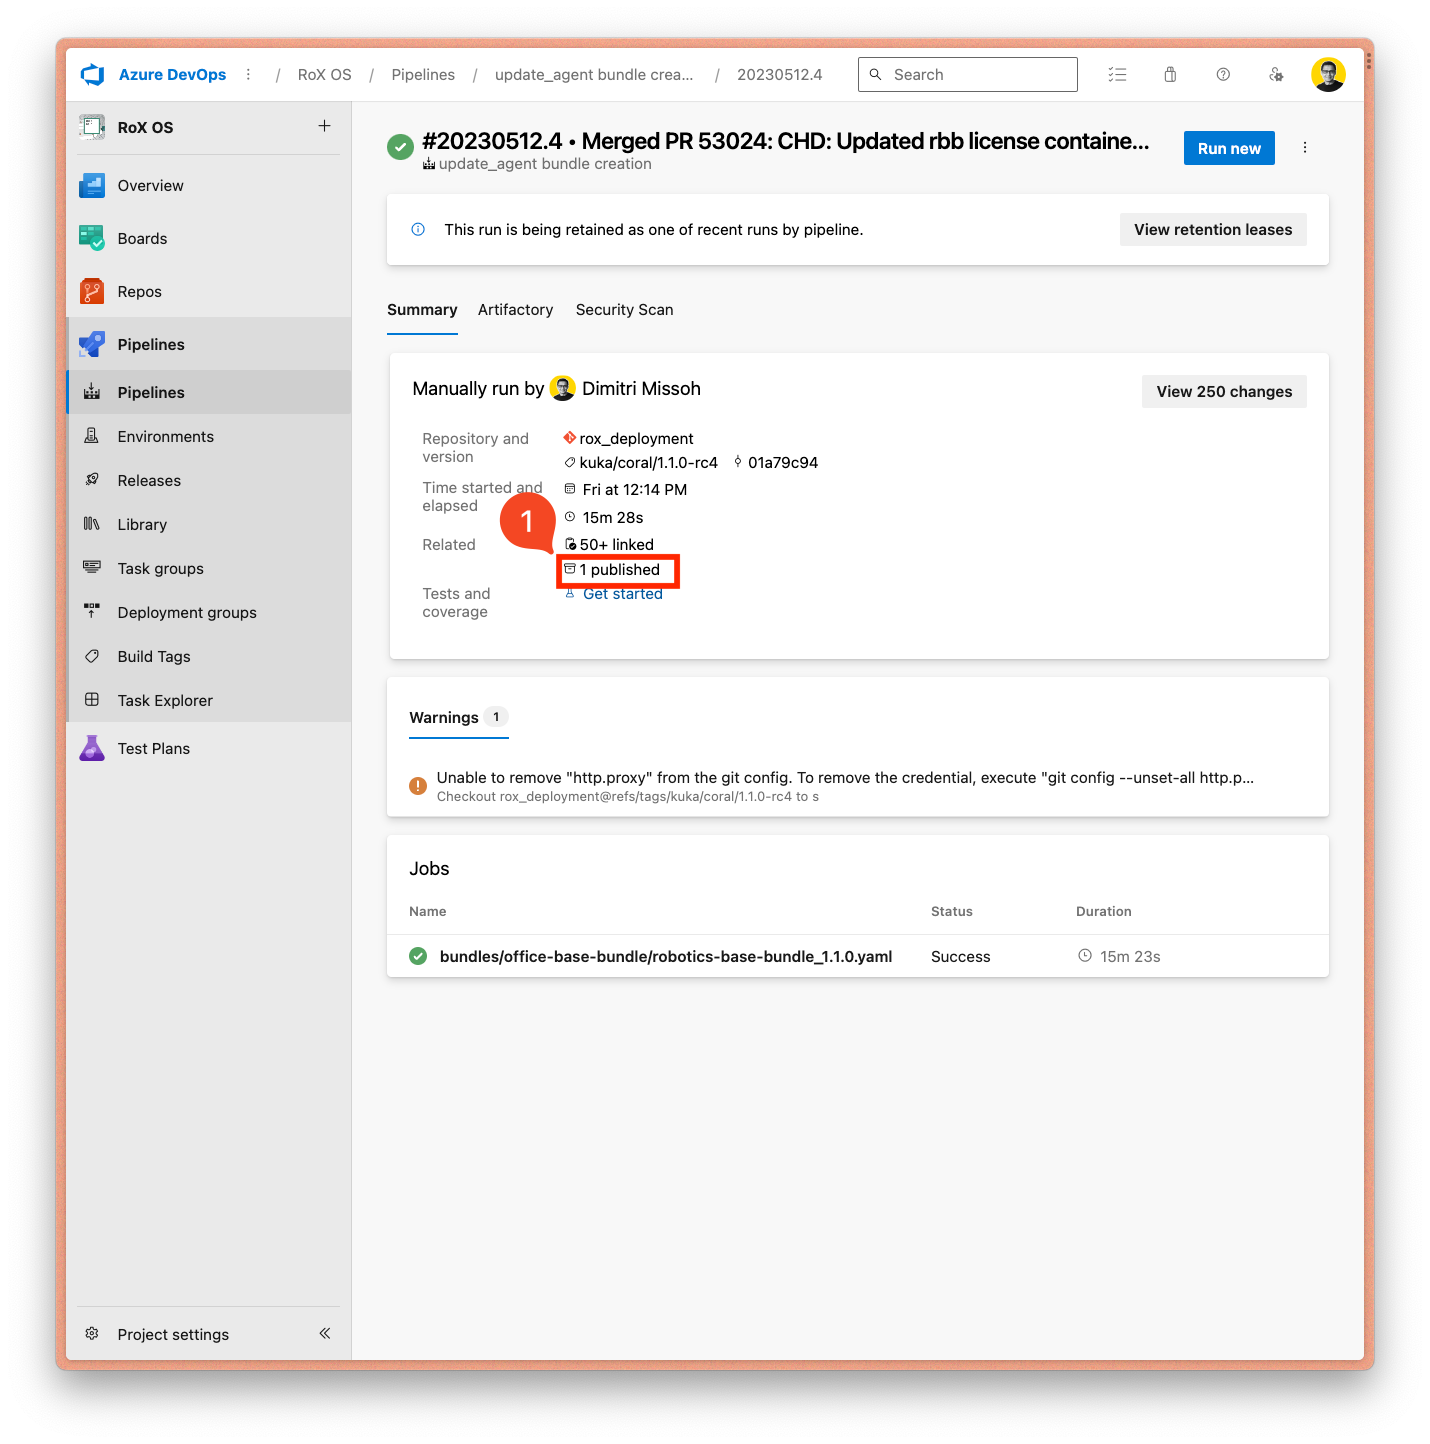 Azure DevOps / RoX OS / Pipelines / update_agent bundle crea... / 20230512.4 Search
RoX OS
Overview
Boards
Repos
Pipelines
Pipelines
Environments
Releases
Library
Task groups
Deployment groups
Build Tags
Task Explorer
Test Plans
Project settings
#20230512.4 • Merged PR 53024: CHD: Updated rbb license containe...
update_agent bundle creation
Run new
This run is being retained as one of recent runs by pipeline.
View retention leases
Summary Artifactory Security Scan
Manually run by Dimitri Missoh
View 250 changes
Repository and version
rox_deployment
kuka/coral/1.1.0-rc4 01a79c94
Time started and elapsed
Fri at 12:14 PM
15m 28s
1
Related
50+ linked
1 published
Tests and coverage
Get started
Warnings 1
Unable to remove "http.proxy" from the git config. To remove the credential, execute "git config --unset-all http.p...
Checkout rox_deployment@refs/tags/kuka/coral/1.1.0-rc4 to s
Jobs
Name Status Duration
bundles/office-base-bundle/robotics-base-bundle_1.1.0.yaml Success 15m 23s